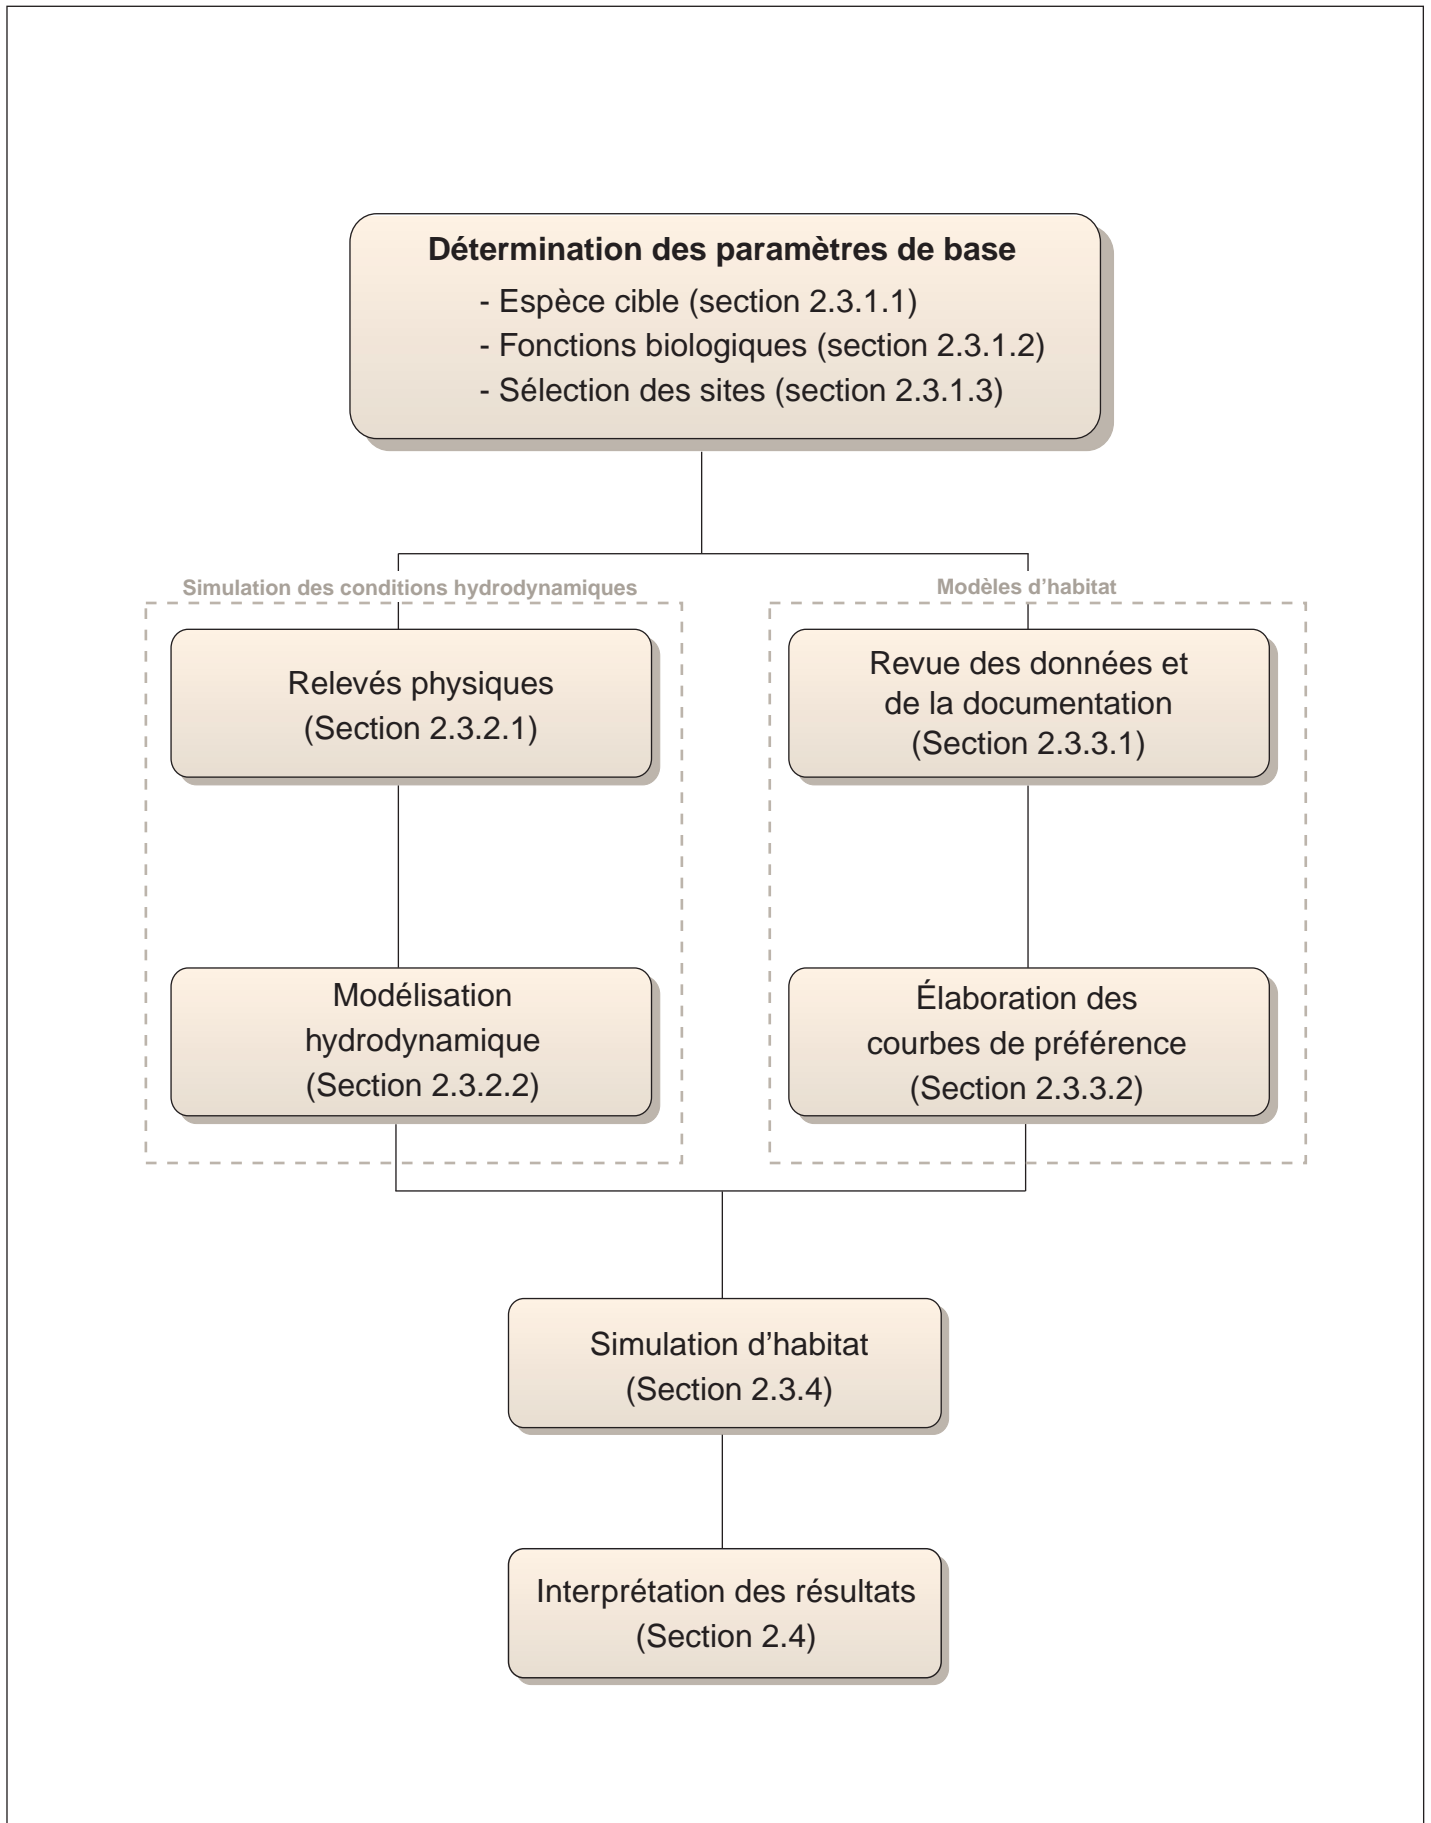 Détermination des paramètres de base
- Espèce cible (section 2.3.1.1)
- Fonctions biologiques (section 2.3.1.2)
- Sélection des sites (section 2.3.1.3)
Simulation des conditions hydrodynamiques
Relevés physiques
(Section 2.3.2.1)
Modélisation
hydrodynamique
(Section 2.3.2.2)
Modèles d’habitat
Revue des données et
de la documentation
(Section 2.3.3.1)
Élaboration des
courbes de préférence
(Section 2.3.3.2)
Simulation d’habitat
(Section 2.3.4)
Interprétation des résultats
(Section 2.4)